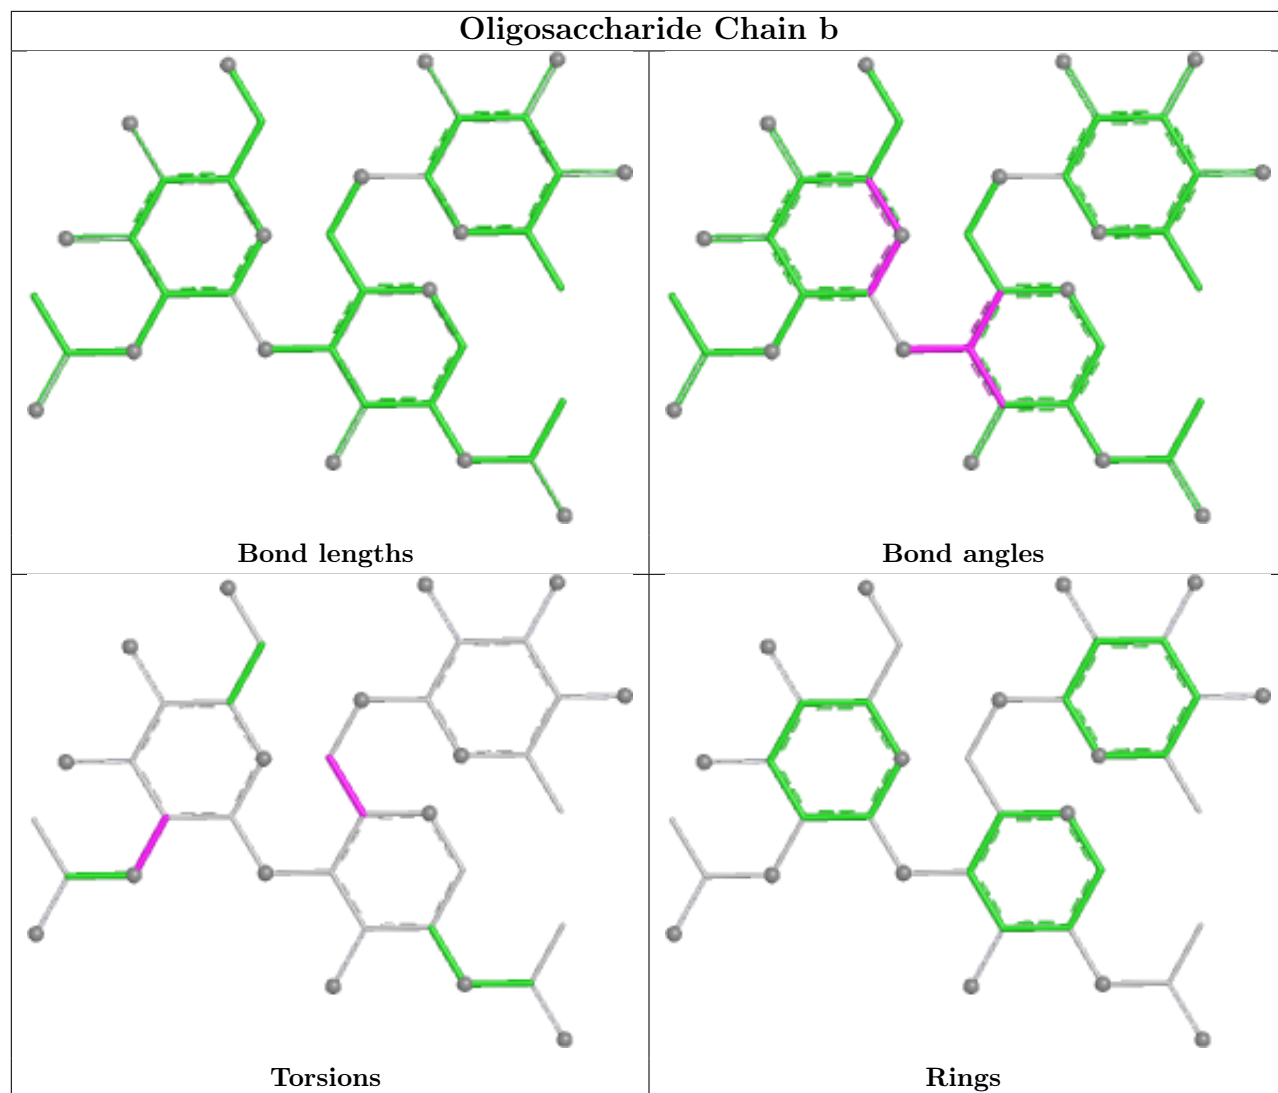 Oligosaccharide Chain b
Bond lengths
Bond angles
Torsions
Rings